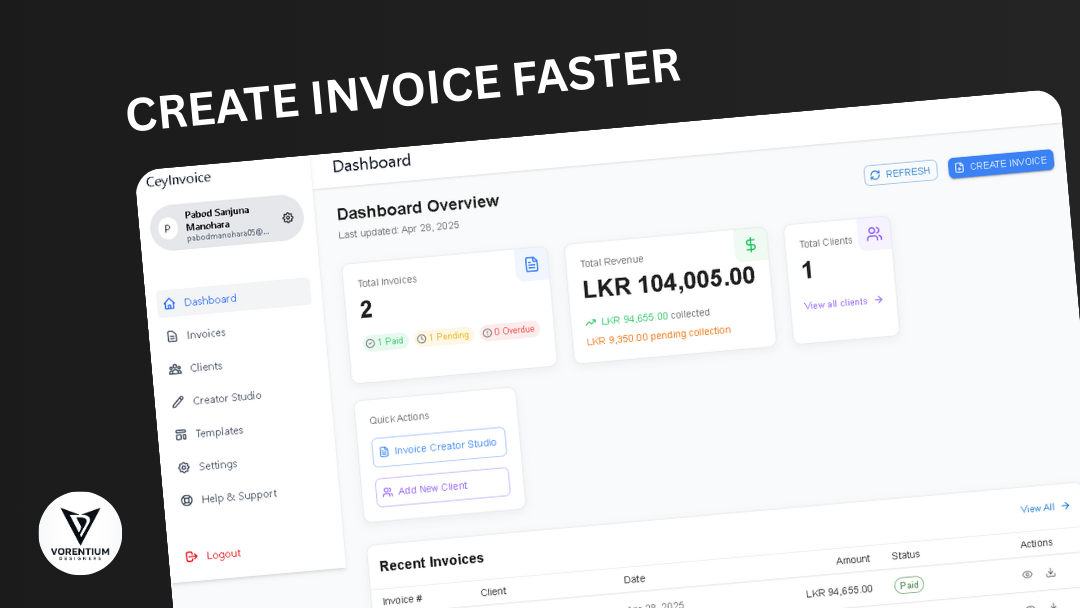 CREATE INVOICE FASTER
CeyInvoice
Dashboard
P
Pabod Sanjuna
Manohara
pabodmanohara05@...
Dashboard
Invoices
Clients
Creator Studio
Templates
Settings
Help & Support
Logout
REFRESH
CREATE INVOICE
Dashboard Overview
Last updated: Apr 28, 2025
Total Invoices
2
1 Paid
1 Pending
0 Overdue
Total Revenue
LKR 104,005.00
LKR 94,655.00 collected
LKR 9,350.00 pending collection
Total Clients
1
View all clients
Quick Actions
Invoice Creator Studio
Add New Client
Recent Invoices
View All
Invoice #
Client
Date
Amount
Status
Actions
Apr 28, 2025
LKR 94,655.00
Paid
VORENTIUM
DESIGNERS